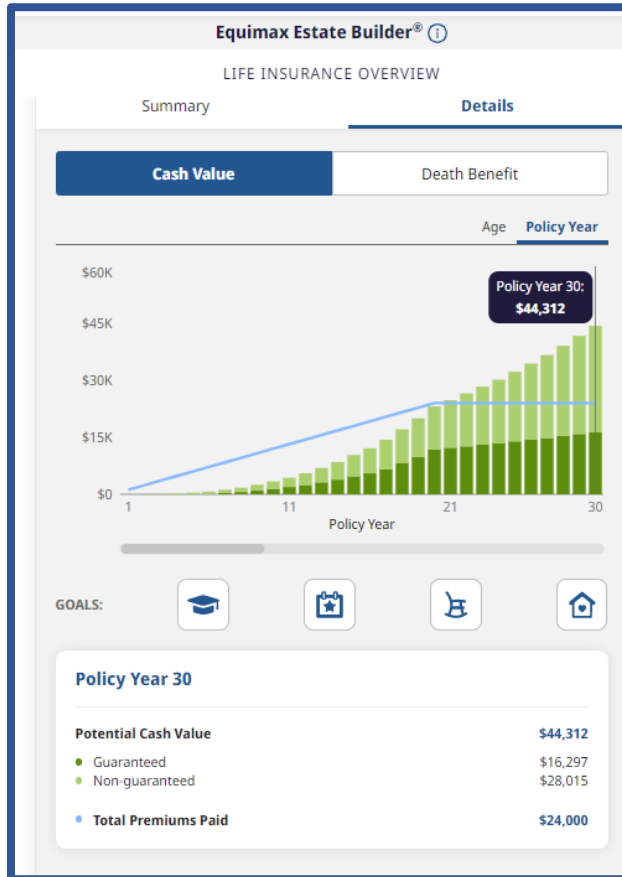 Equimax Estate Builder® ⓘ
LIFE INSURANCE OVERVIEW
Summary Details
Cash Value Death Benefit
Age Policy Year
$60K
Policy Year 30:
$44,312
$45K
$30K
$15K
$0
1 11 21 30
Policy Year
GOALS:
Policy Year 30
Potential Cash Value $44,312
Guaranteed $16,297
Non-guaranteed $28,015
Total Premiums Paid $24,000